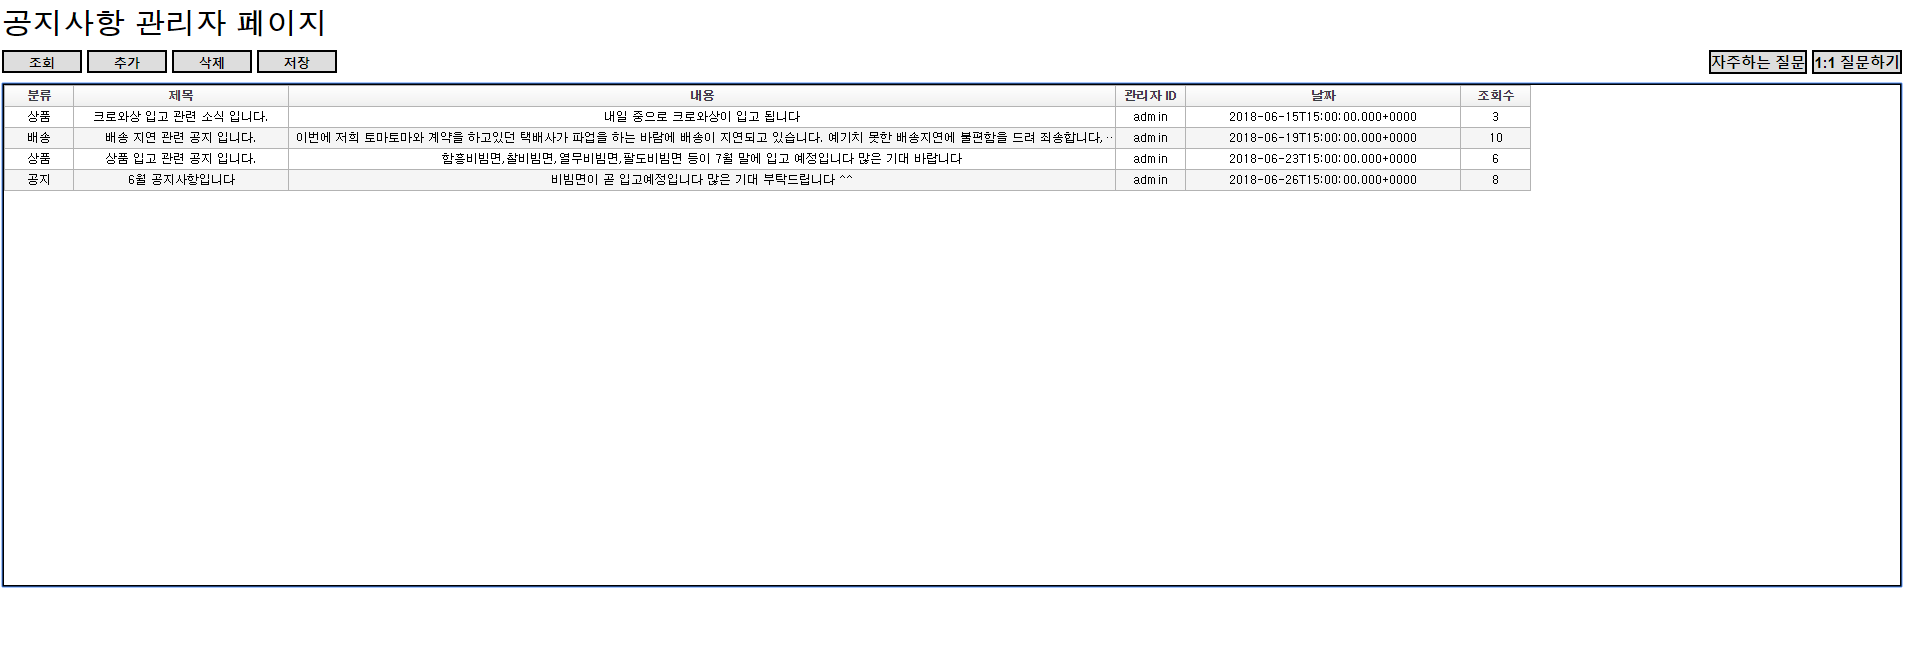 공지사항 관리자 페이지
조회 추가 삭제 저장 자주하는 질문 1:1 질문하기
분류 제목 내용 관리자 ID 날짜 조회수
상품 크로와상 입고 관련 소식 입니다. 내일 중으로 크로와상이 입고 됩니다 admin 2018-06-15T15:00:00.000+0000 3
배송 배송 지연 관련 공지 입니다. 이번에 저희 토마토마와 계약을 하고있던 택배사가 파업을 하는 바람에 배송이 지연되고 있습니다. 예기치 못한 배송지연에 불편함을 드려 죄송합니다, ‥ admin 2018-06-19T15:00:00.000+0000 10
상품 상품 입고 관련 공지 입니다. 함흥비빔면,찰비빔면,열무비빔면,팔도비빔면 등이 7월 말에 입고 예정입니다 많은 기대 바랍니다 admin 2018-06-23T15:00:00.000+0000 6
공지 6월 공지사항입니다 비빔면이 곧 입고예정입니다 많은 기대 부탁드립니다 ^^ admin 2018-06-26T15:00:00.000+0000 8